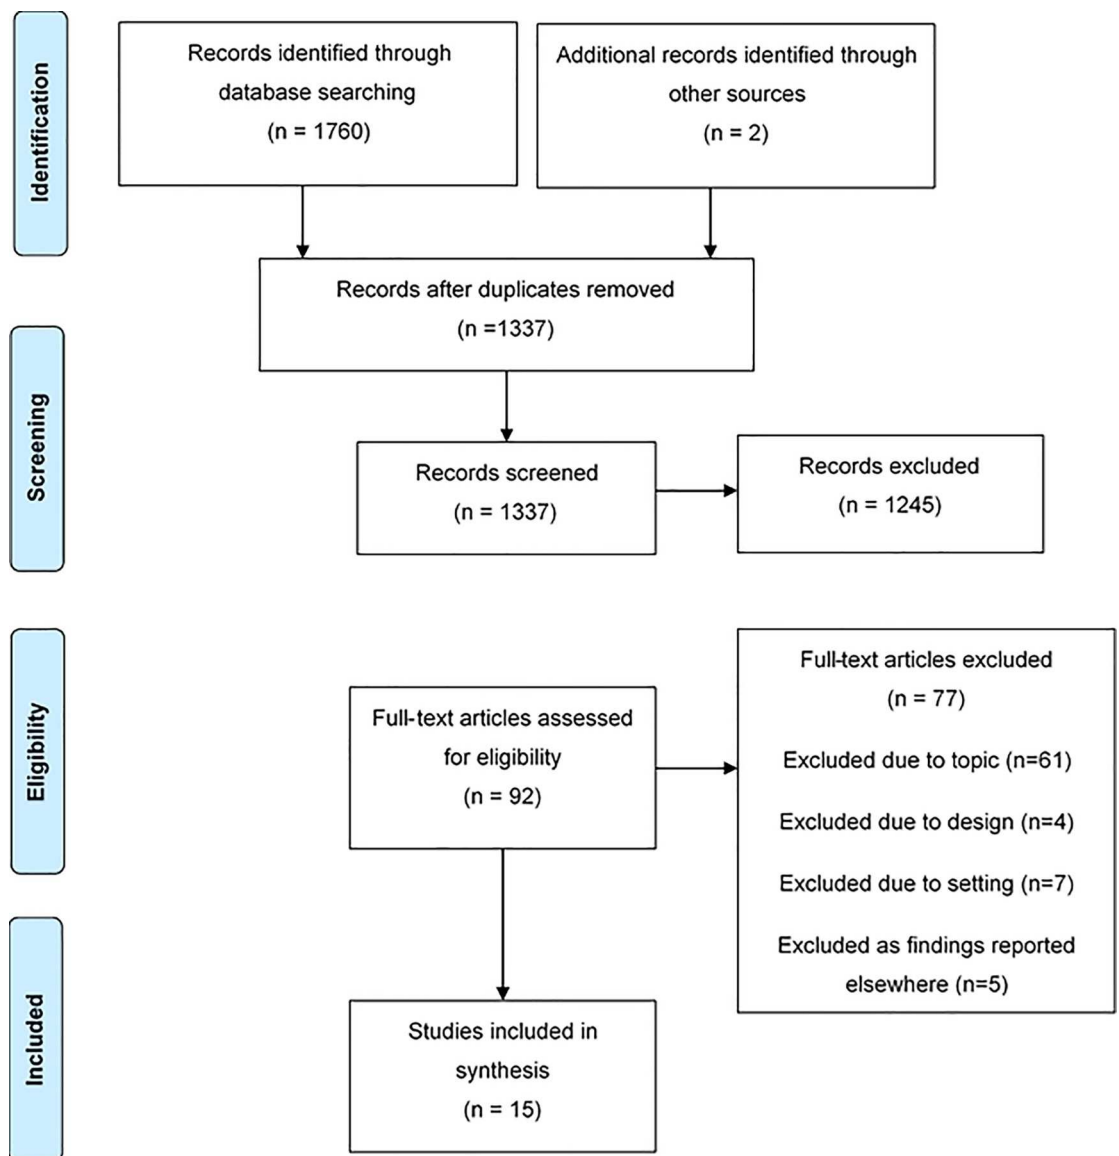 Identification
Records identified through
database searching
(n = 1760)
Additional records identified through
other sources
(n = 2)
Records after duplicates removed
(n =1337)
Screening
Records screened
(n = 1337)
Records excluded
(n = 1245)
Eligibility
Full-text articles assessed
for eligibility
(n = 92)
Full-text articles excluded
(n = 77)
Excluded due to topic (n=61)
Excluded due to design (n=4)
Excluded due to setting (n=7)
Excluded as findings reported
elsewhere (n=5)
Included
Studies included in
synthesis
(n = 15)